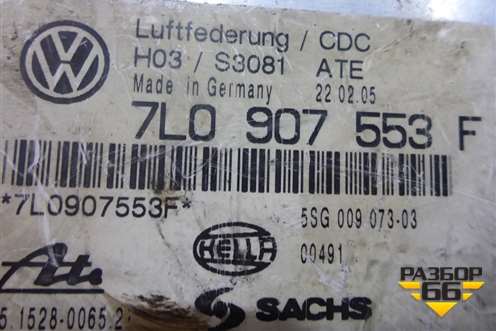 Luftfederung / CDC
H03 / S3081 ATE
Made in Germany 22.02.05
7L0 907 553 F
*7L0907553F*
5SG 009 073-03
HELLA 00491
Ate
SACHS
5.1528-0065.2
РАЗБОР
66